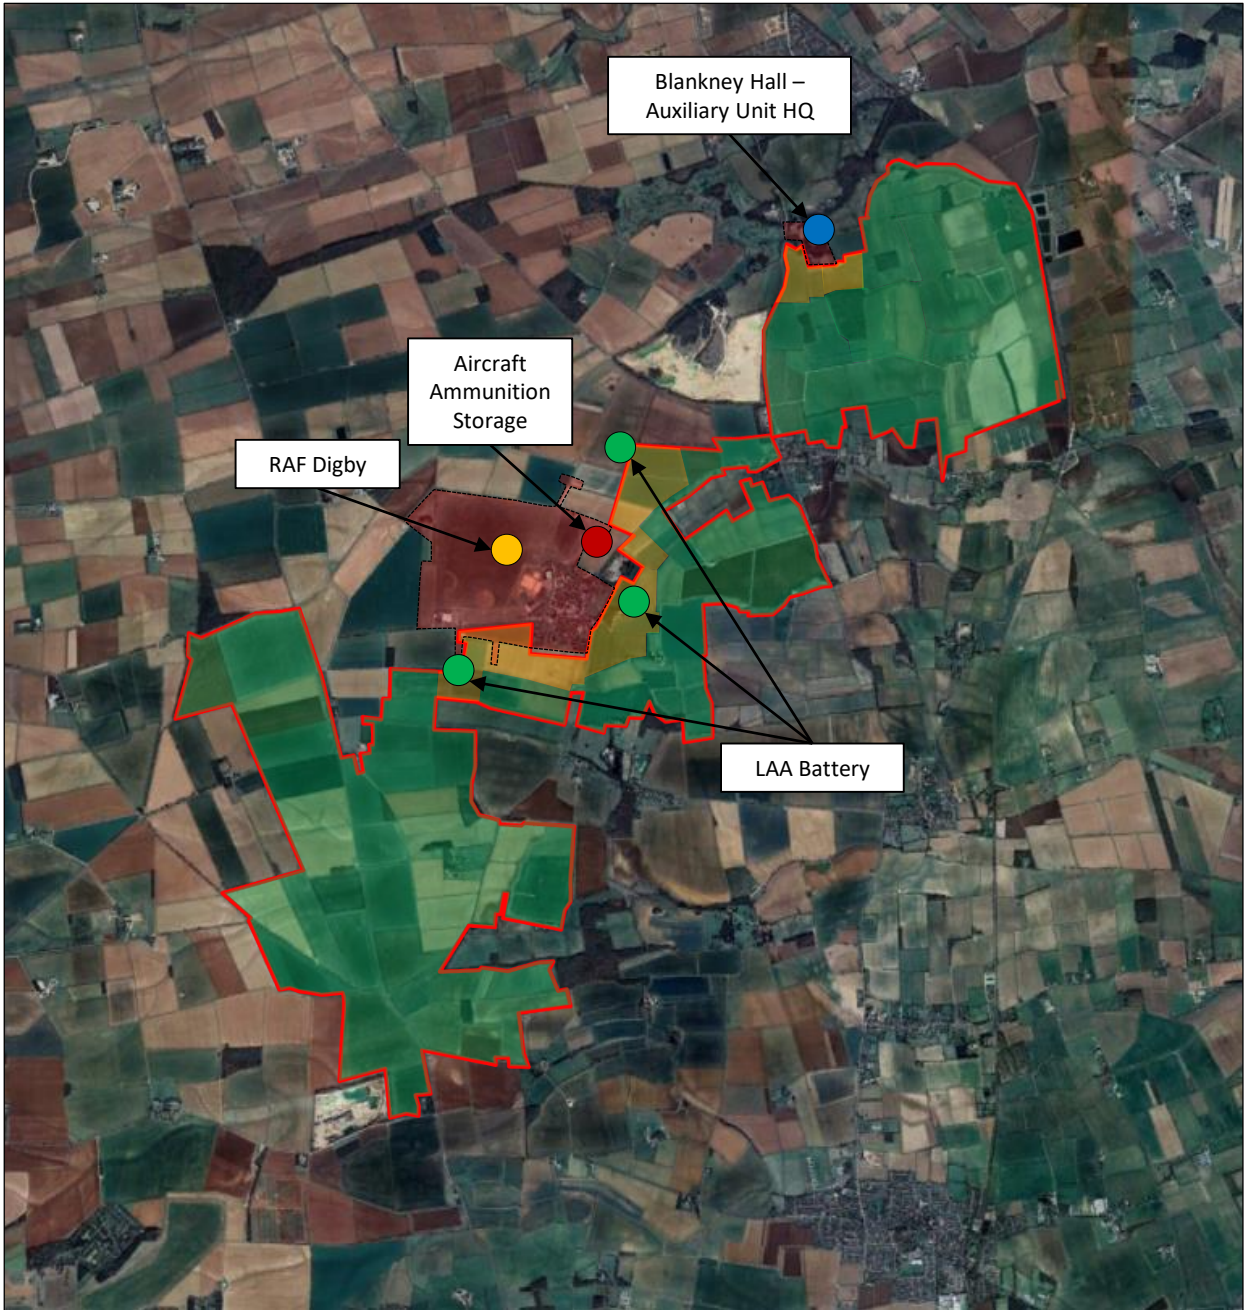 Blankney Hall –
Auxiliary Unit HQ
Aircraft
Ammunition
Storage
RAF Digby
LAA Battery